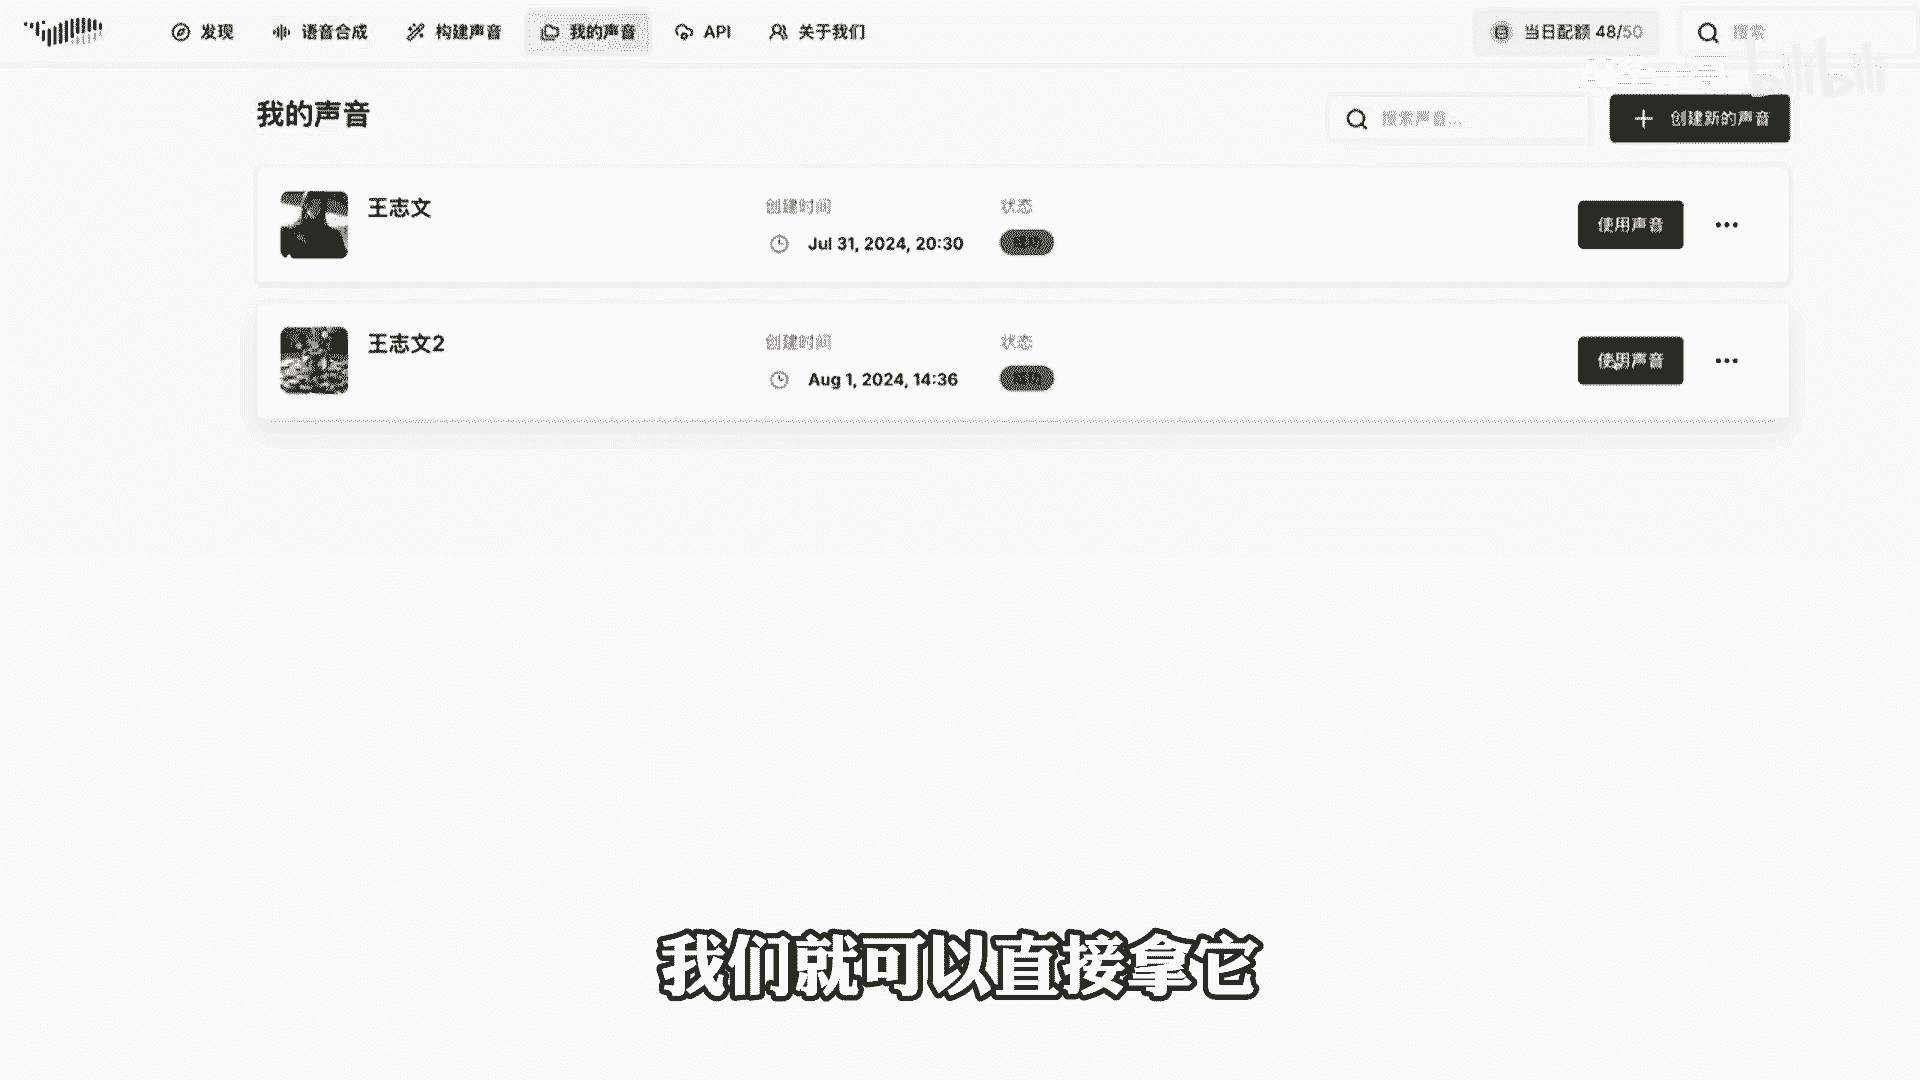 发现 语音合成 构建声音 我的声音 API 关于我们 当日配额 48/50 搜索
bilibili
我的声音 搜索声音... 创建新的声音
王志文 创建时间 状态 使用声音
Jul 31, 2024, 20:30 成功
王志文2 创建时间 状态 使用声音
Aug 1, 2024, 14:36 成功
我们就可以直接拿它